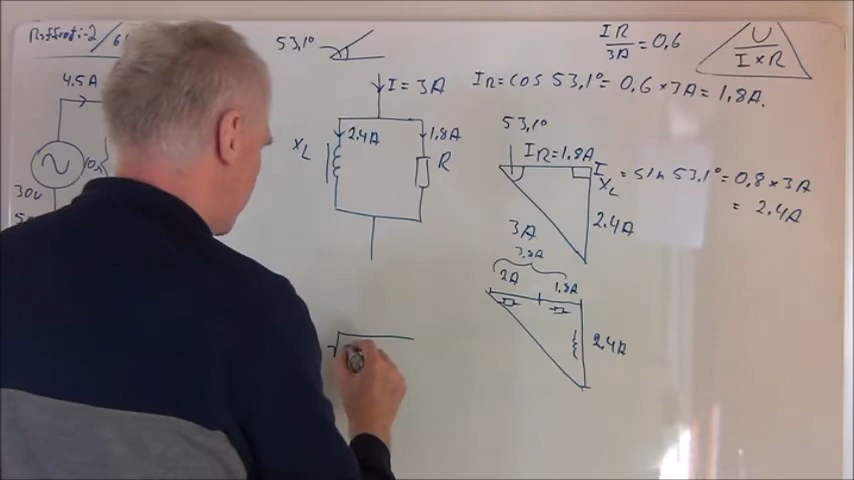 53,1°
IR/3A = 0,6
U
I × R
4.5A
I = 3A
IR = cos 53,1° = 0,6 × 3A = 1,8A.
XL
2.4A
1.8A
R
53,1°
IR = 1.8A
I XL = sin 53.1° = 0,8 × 3A
= 2.4A
3A
2.4A
30V
3,8A
2A
1.8A
2.4A